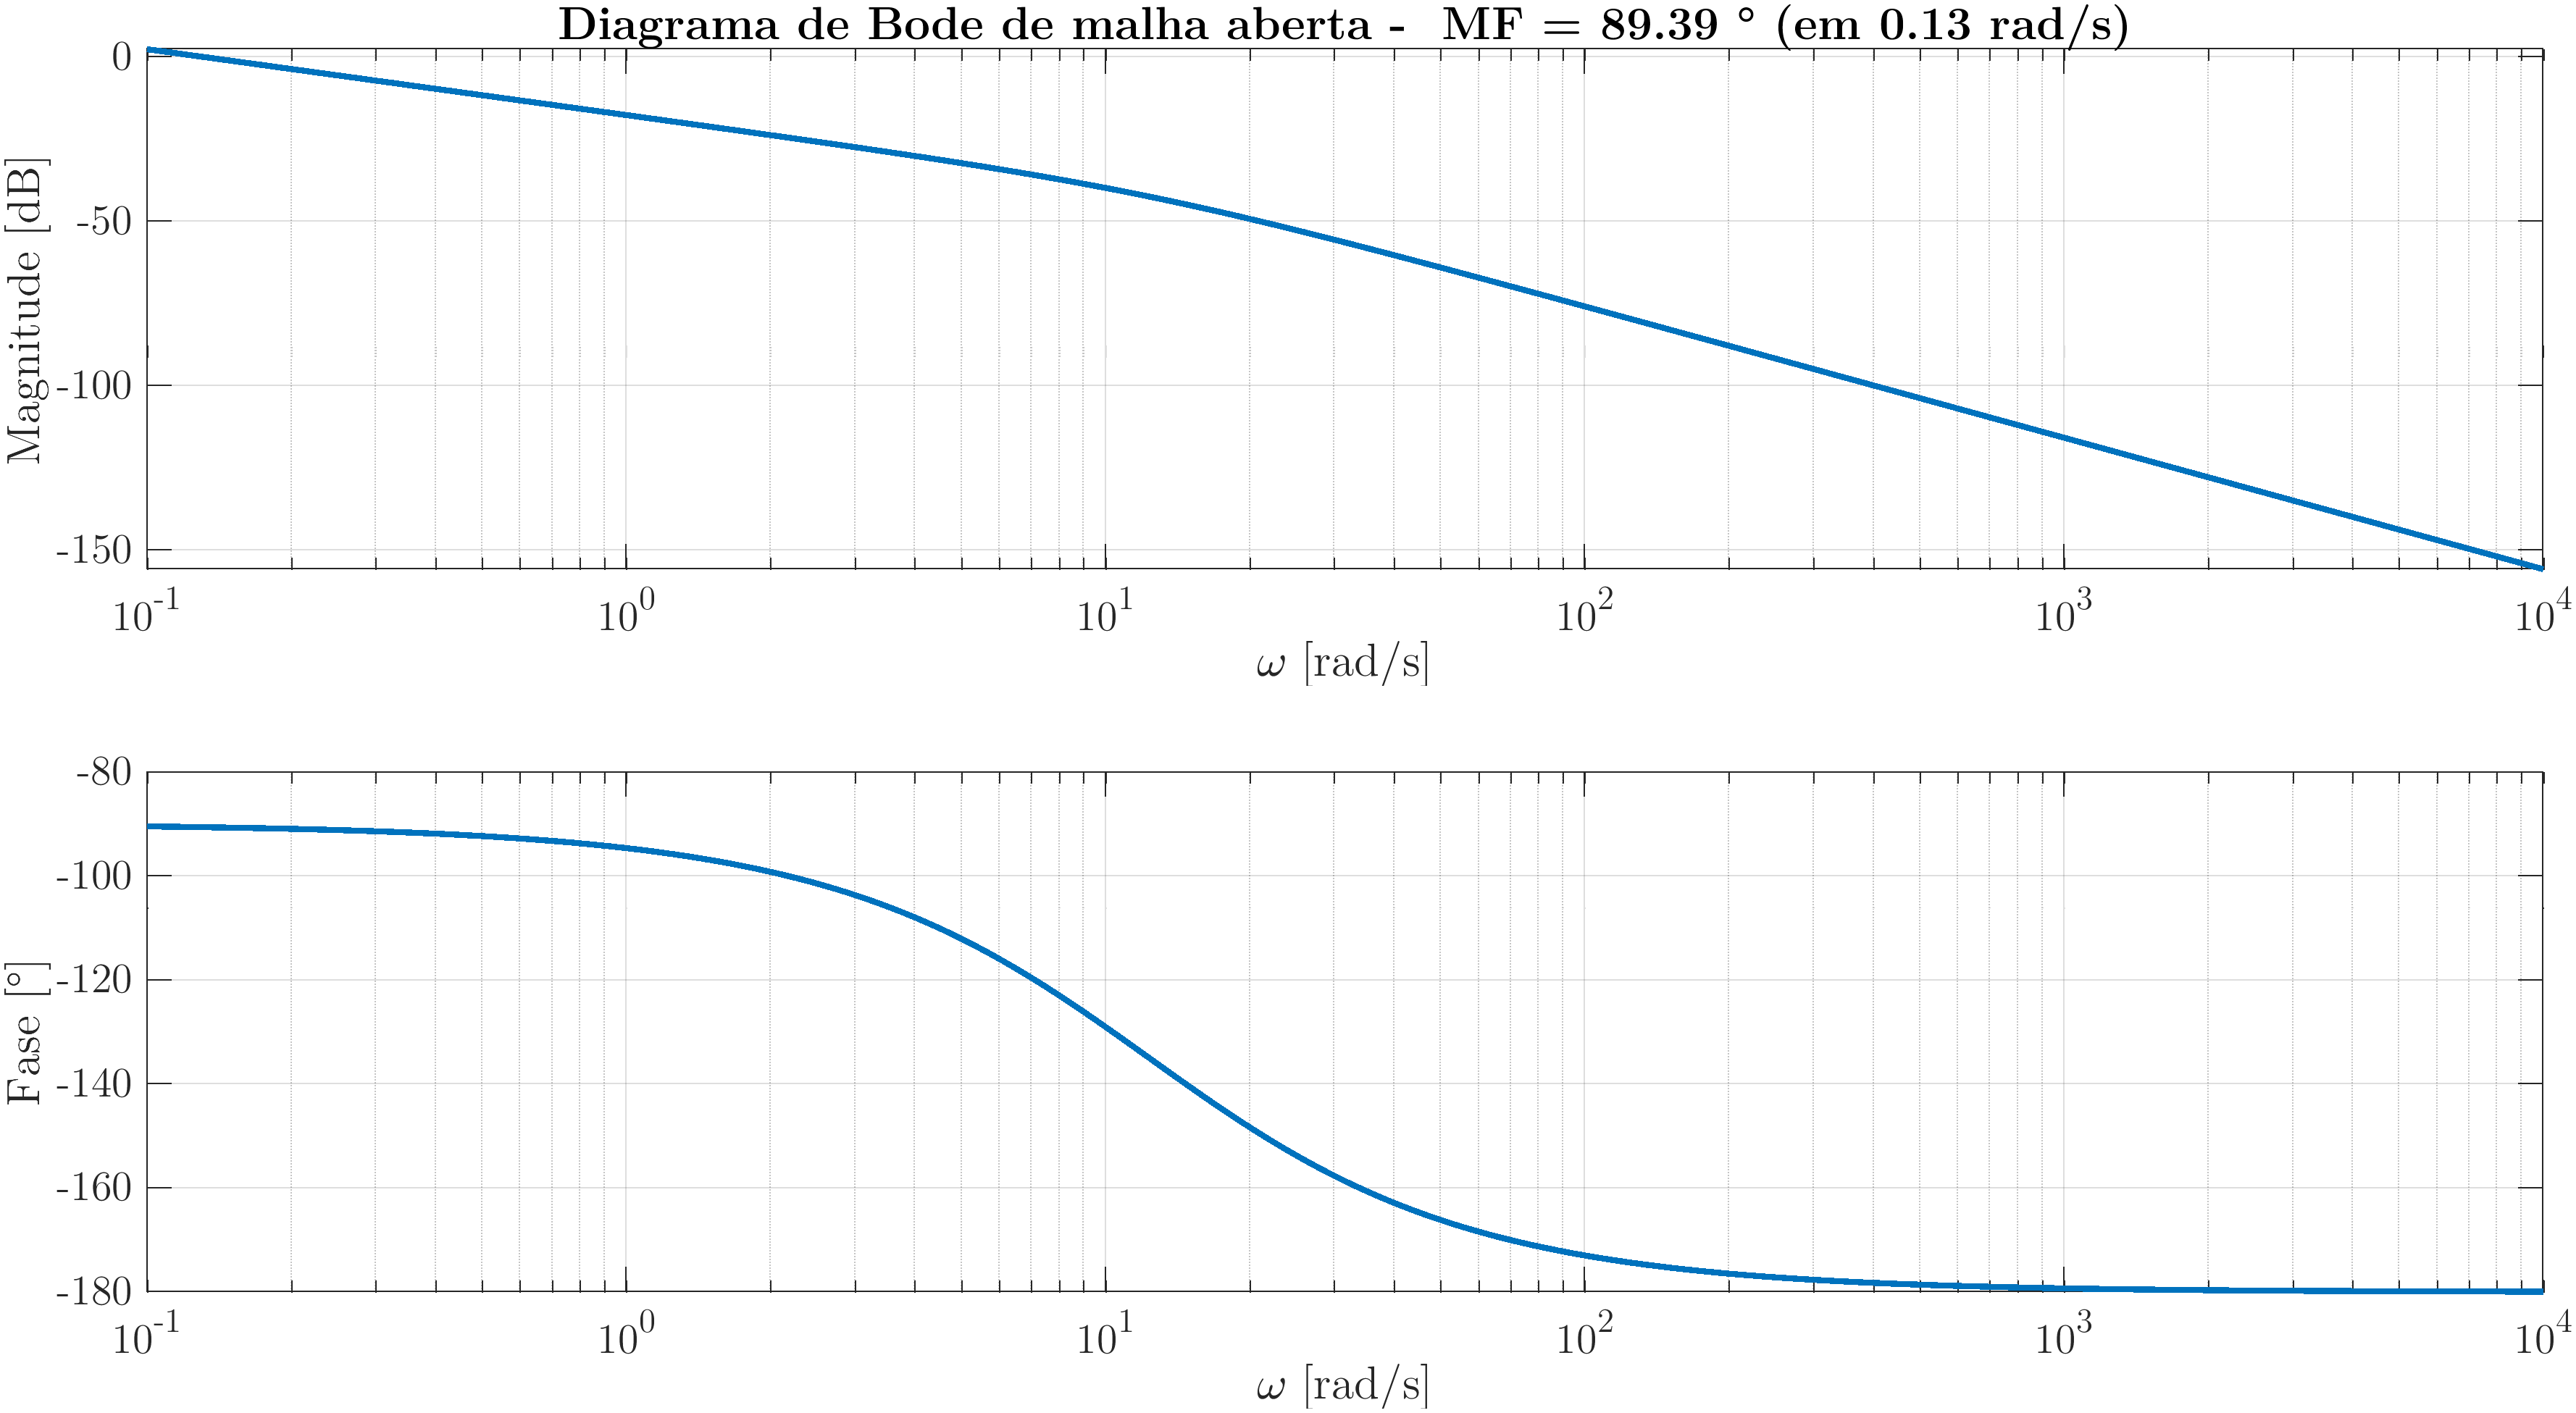 Diagrama de Bode de malha aberta - MF = 89.39 ° (em 0.13 rad/s)
Magnitude [dB]
0
-50
-100
-150
10^-1 10^0 10^1 10^2 10^3 10^4
ω [rad/s]
Fase [°]
-80
-100
-120
-140
-160
-180
10^-1 10^0 10^1 10^2 10^3 10^4
ω [rad/s]